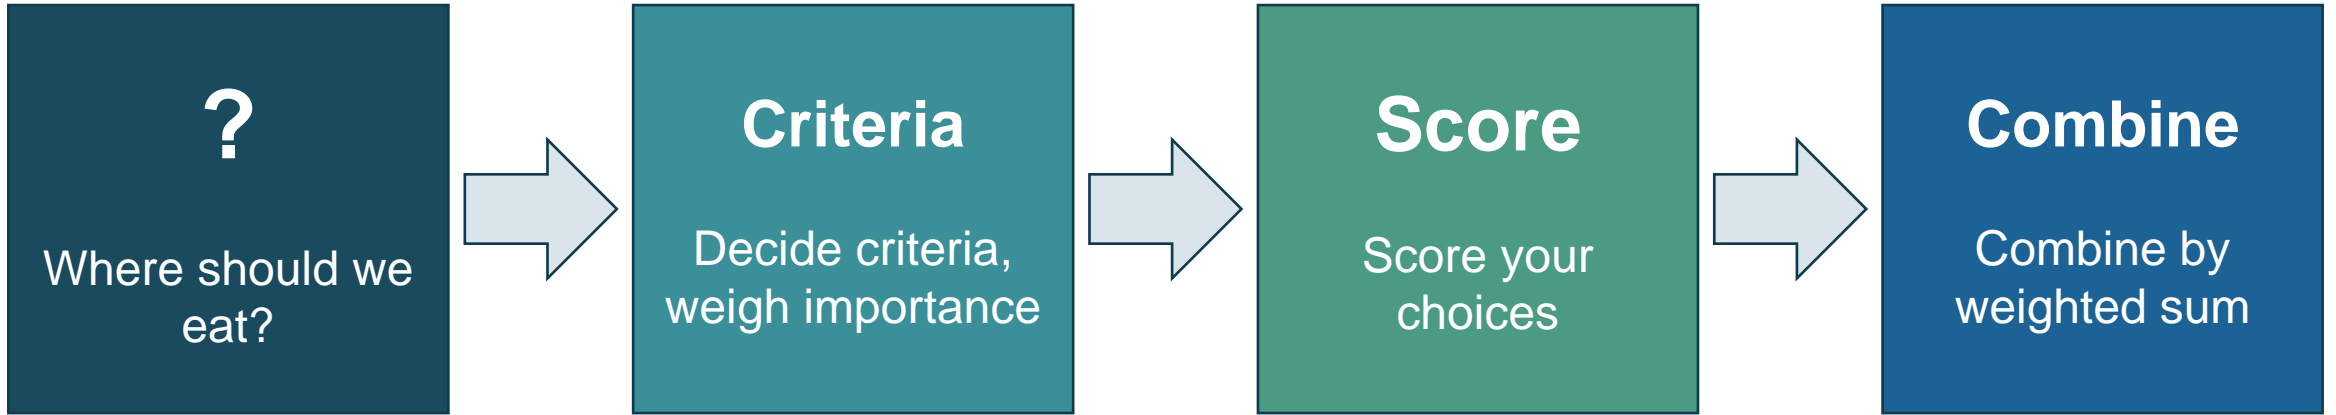 ?
Where should we
eat?
Criteria
Decide criteria,
weigh importance
Score
Score your
choices
Combine
Combine by
weighted sum